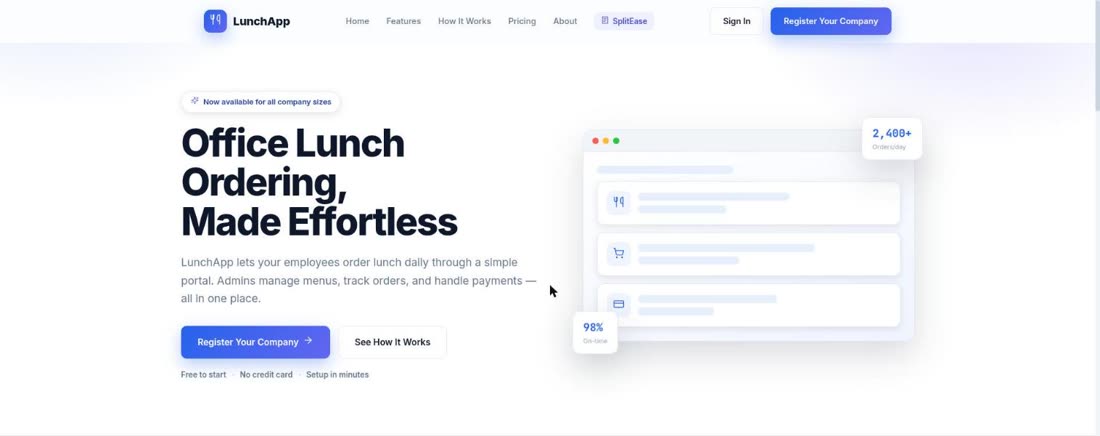 LunchApp
Home Features How It Works Pricing About SplitEase
Sign In Register Your Company
Now available for all company sizes
Office Lunch
Ordering,
Made Effortless
LunchApp lets your employees order lunch daily through a simple
portal. Admins manage menus, track orders, and handle payments —
all in one place.
Register Your Company → See How It Works
Free to start · No credit card · Setup in minutes
2,400+
Orders/day
98%
On-time